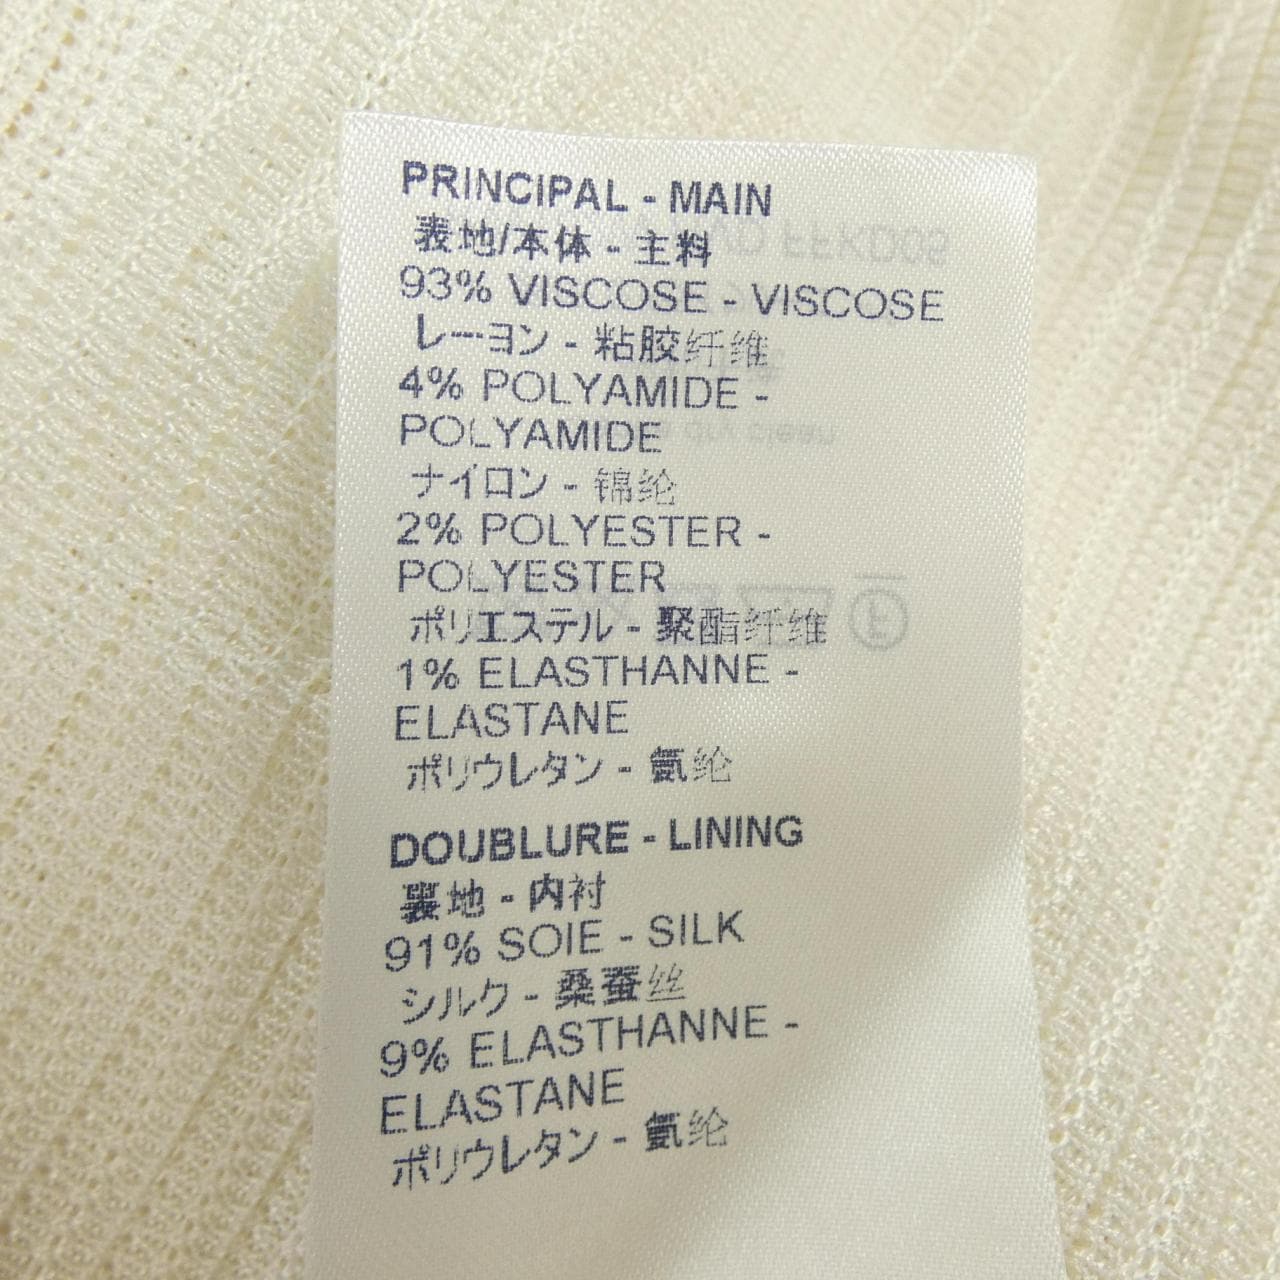 PRINCIPAL - MAIN
表地/本体 - 主料
93% VISCOSE - VISCOSE
レーヨン - 粘胶纤维
4% POLYAMIDE -
POLYAMIDE
ナイロン - 锦纶
2% POLYESTER -
POLYESTER
ポリエステル - 聚酯纤维
1% ELASTHANNE -
ELASTANE
ポリウレタン - 氨纶
DOUBLURE - LINING
裏地 - 内衬
91% SOIE - SILK
シルク - 桑蚕丝
9% ELASTHANNE -
ELASTANE
ポリウレタン - 氨纶